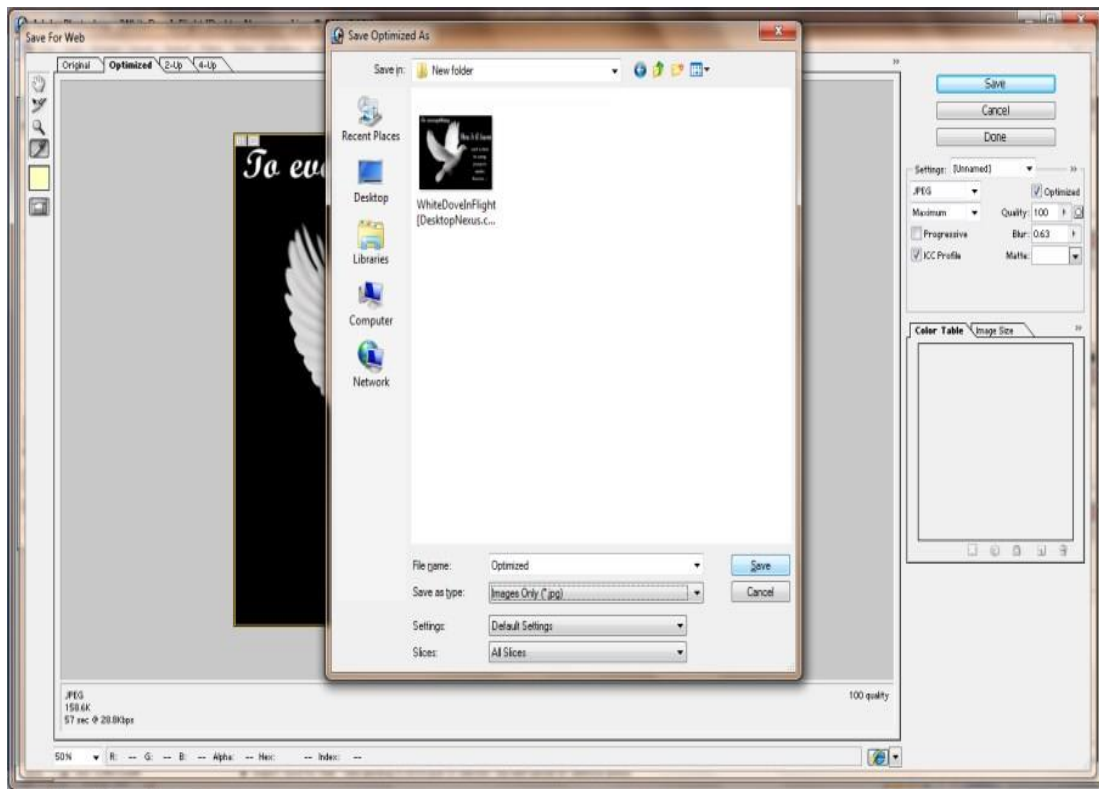 Save For Web
Save Optimized As
Original Optimized 2-Up 4-Up
Save in: New folder
Recent Places
Desktop
Libraries
Computer
Network
WhiteDoveInFlight
[DesktopNexus.c...
To
File name: Optimized
Save as type: Images Only (*.jpg)
Settings: Default Settings
Slices: All Slices
Save
Cancel
Save
Cancel
Done
Settings: [Unnamed]
JPEG Optimized
Maximum Quality: 100
Progressive Blur: 0.63
ICC Profile Matte:
Color Table Image Size
JPEG
158.6K
57 sec @ 28.8Kbps
100 quality
50% R: -- G: -- B: -- Alpha: -- Hex: -- Index: --